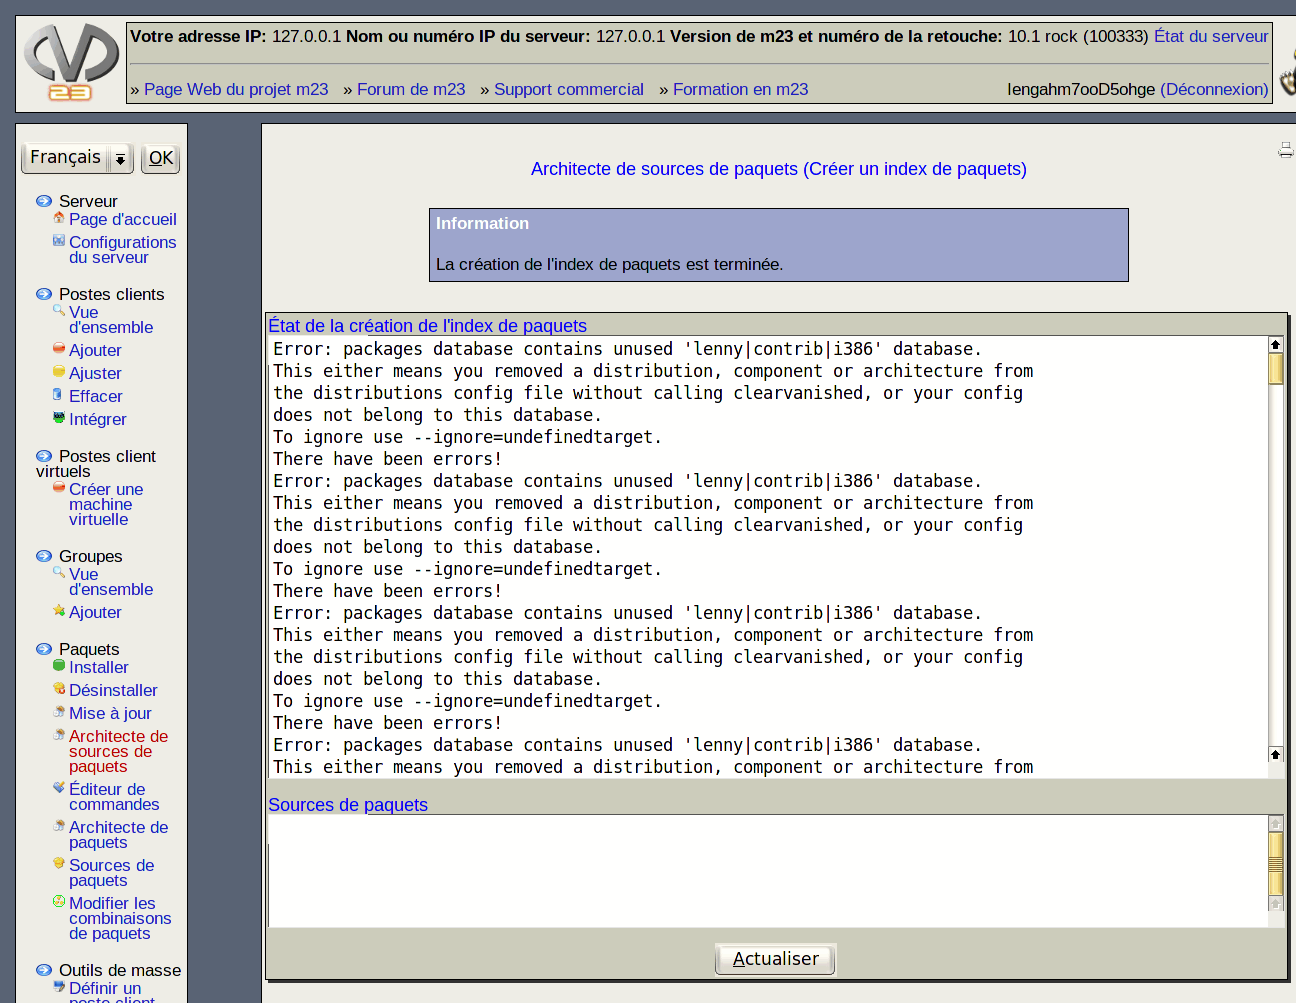 Votre adresse IP: 127.0.0.1 Nom ou numéro IP du serveur: 127.0.0.1 Version de m23 et numéro de la retouche: 10.1 rock (100333) État du serveur
» Page Web du projet m23 » Forum de m23 » Support commercial » Formation en m23 Iengahm7ooD5ohge (Déconnexion)
23
Français OK
Serveur
Page d'accueil
Configurations
du serveur
Postes clients
Vue
d'ensemble
Ajouter
Ajuster
Effacer
Intégrer
Postes client
virtuels
Créer une
machine
virtuelle
Groupes
Vue
d'ensemble
Ajouter
Paquets
Installer
Désinstaller
Mise à jour
Architecte de
sources de
paquets
Éditeur de
commandes
Architecte de
paquets
Sources de
paquets
Modifier les
combinaisons
de paquets
Outils de masse
Définir un
poste client
Architecte de sources de paquets (Créer un index de paquets)
Information
La création de l'index de paquets est terminée.
État de la création de l'index de paquets
Error: packages database contains unused 'lenny|contrib|i386' database.
This either means you removed a distribution, component or architecture from
the distributions config file without calling clearvanished, or your config
does not belong to this database.
To ignore use --ignore=undefinedtarget.
There have been errors!
Error: packages database contains unused 'lenny|contrib|i386' database.
This either means you removed a distribution, component or architecture from
the distributions config file without calling clearvanished, or your config
does not belong to this database.
To ignore use --ignore=undefinedtarget.
There have been errors!
Error: packages database contains unused 'lenny|contrib|i386' database.
This either means you removed a distribution, component or architecture from
the distributions config file without calling clearvanished, or your config
does not belong to this database.
To ignore use --ignore=undefinedtarget.
There have been errors!
Error: packages database contains unused 'lenny|contrib|i386' database.
This either means you removed a distribution, component or architecture from
Sources de paquets
Actualiser